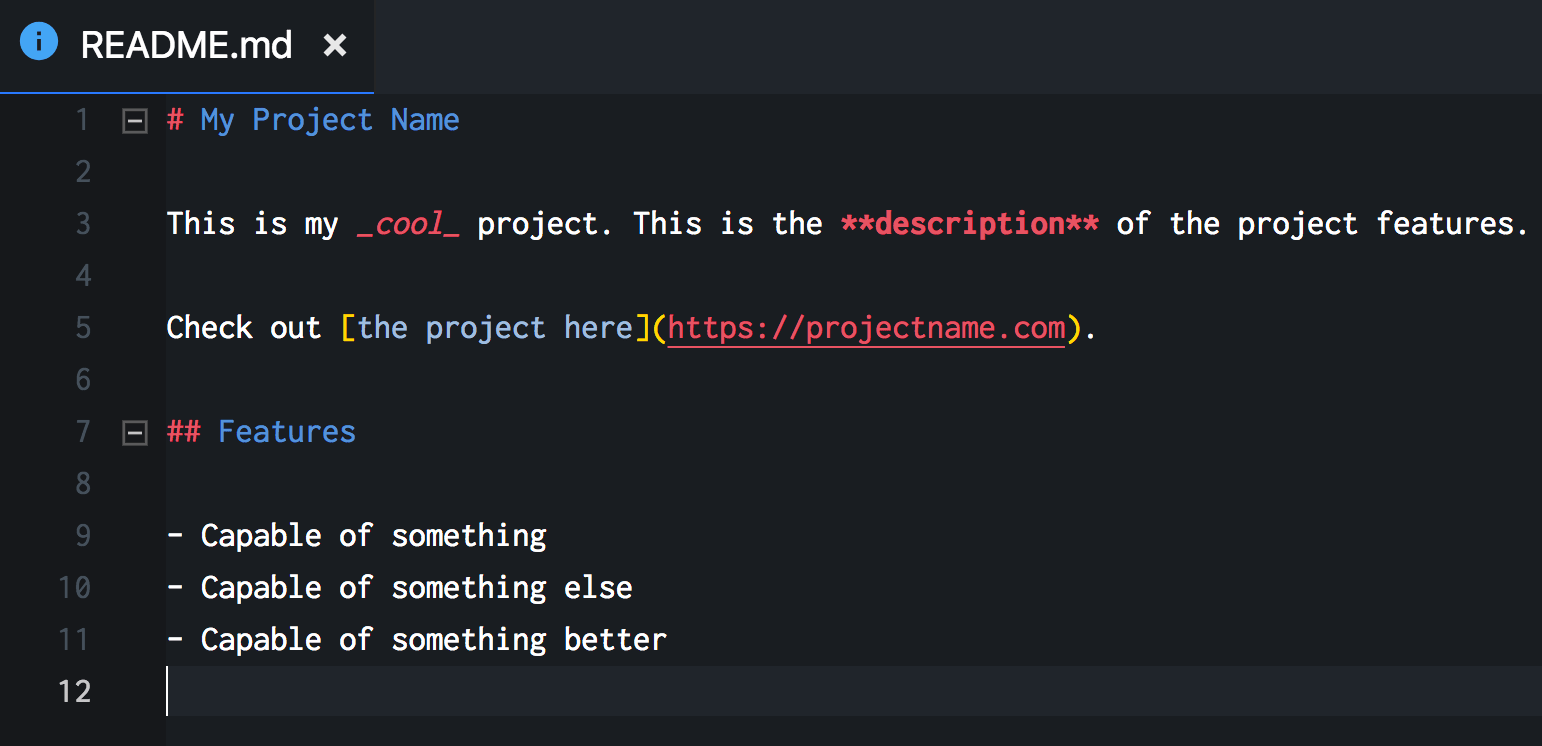 README.md
1 # My Project Name
2
3 This is my _cool_ project. This is the **description** of the project features.
4
5 Check out [the project here](https://projectname.com).
6
7 ## Features
8
9 - Capable of something
10 - Capable of something else
11 - Capable of something better
12